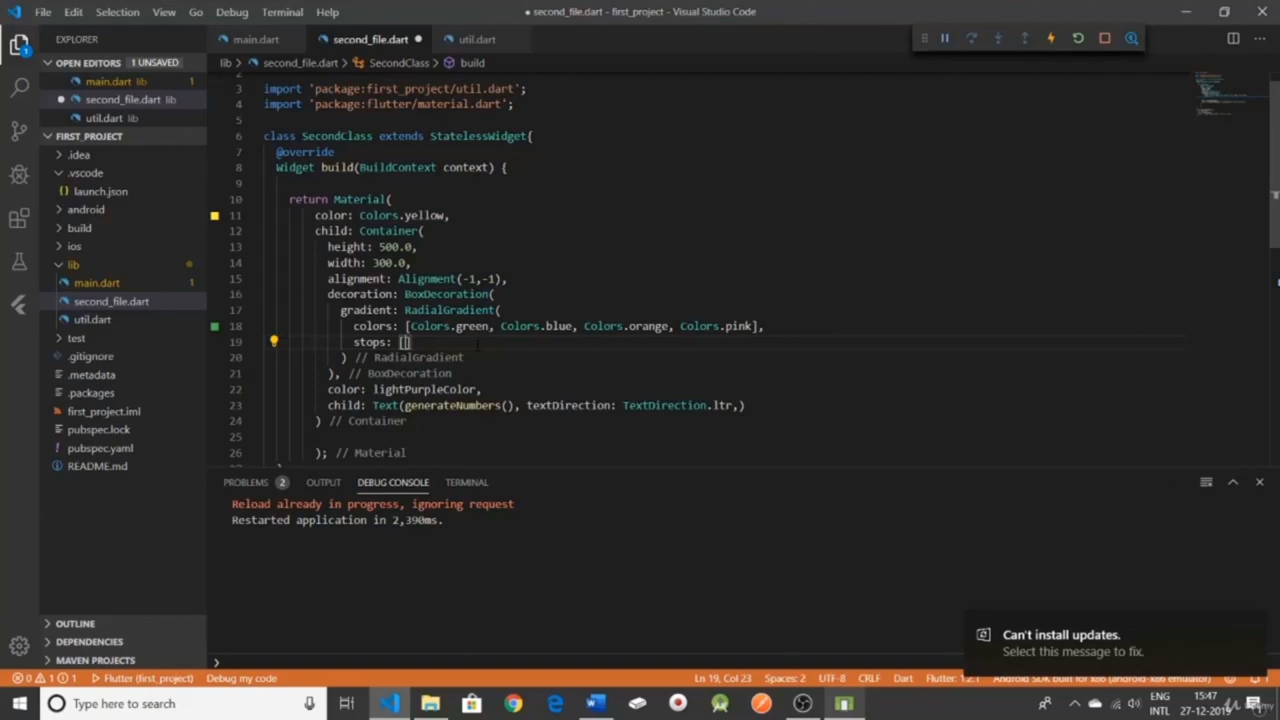 File Edit Selection View Go Debug Terminal Help
● second_file.dart - first_project - Visual Studio Code
EXPLORER
main.dart
second_file.dart ●
util.dart
OPEN EDITORS 1 UNSAVED
main.dart lib 1
● second_file.dart lib
util.dart lib
FIRST_PROJECT
.idea
.vscode
launch.json
android
build
ios
lib
main.dart 1
second_file.dart
util.dart
test
.gitignore
.metadata
.packages
first_project.iml
pubspec.lock
pubspec.yaml
README.md
OUTLINE
DEPENDENCIES
MAVEN PROJECTS
lib > second_file.dart > SecondClass > build
2
3 import 'package:first_project/util.dart';
4 import 'package:flutter/material.dart';
5
6 class SecondClass extends StatelessWidget{
7 @override
8 Widget build(BuildContext context) {
9
10 return Material(
11 color: Colors.yellow,
12 child: Container(
13 height: 500.0,
14 width: 300.0,
15 alignment: Alignment(-1,-1),
16 decoration: BoxDecoration(
17 gradient: RadialGradient(
18 colors: [Colors.green, Colors.blue, Colors.orange, Colors.pink],
19 stops: []
20 ) // RadialGradient
21 ), // BoxDecoration
22 color: lightPurpleColor,
23 child: Text(generateNumbers(), textDirection: TextDirection.ltr,)
24 ) // Container
25
26 ); // Material
PROBLEMS 2 OUTPUT DEBUG CONSOLE TERMINAL
Reload already in progress, ignoring request
Restarted application in 2,390ms.
Can't install updates.
Select this message to fix.
0 1 1 Flutter (first_project) Debug my code
Ln 19, Col 23 Spaces: 2 UTF-8 CRLF Dart
Type here to search
ENG
INTL
15:47
27-12-2019